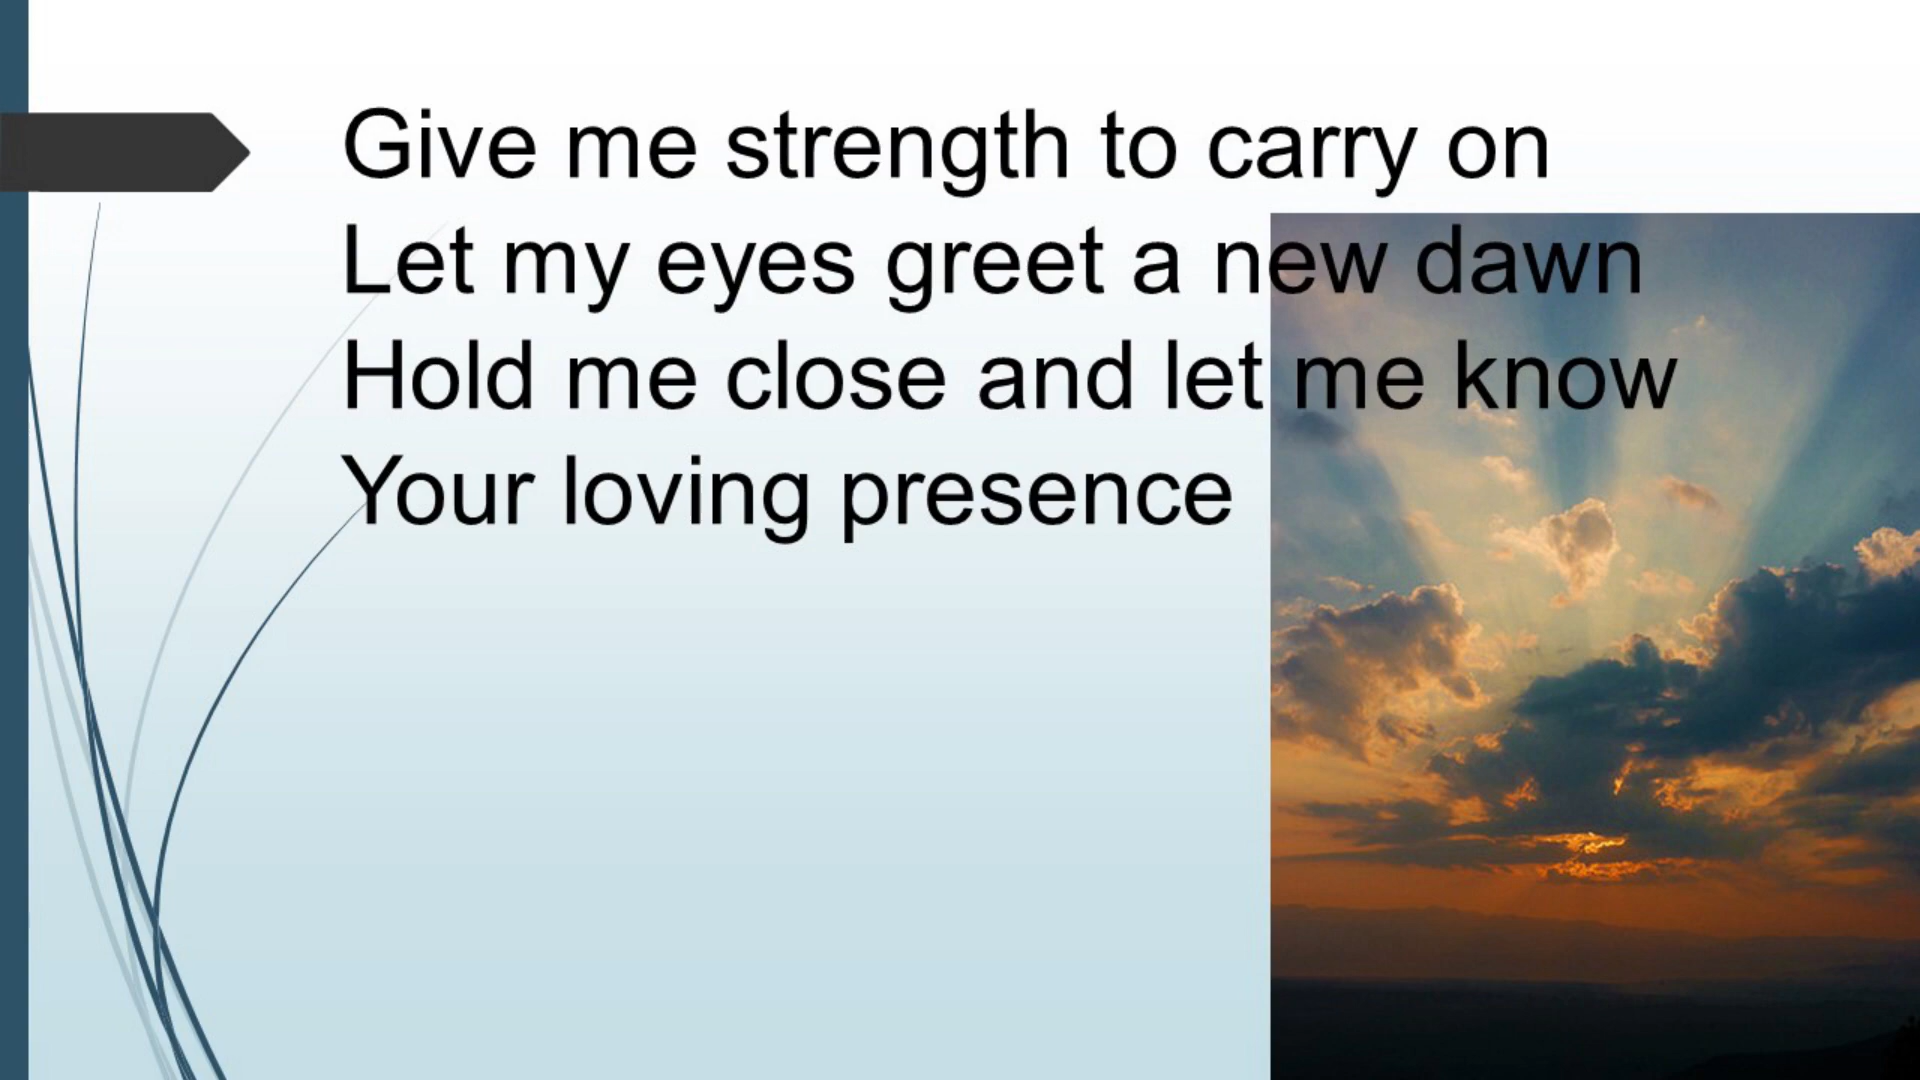 Give me strength to carry on
Let my eyes greet a new dawn
Hold me close and let me know
Your loving presence